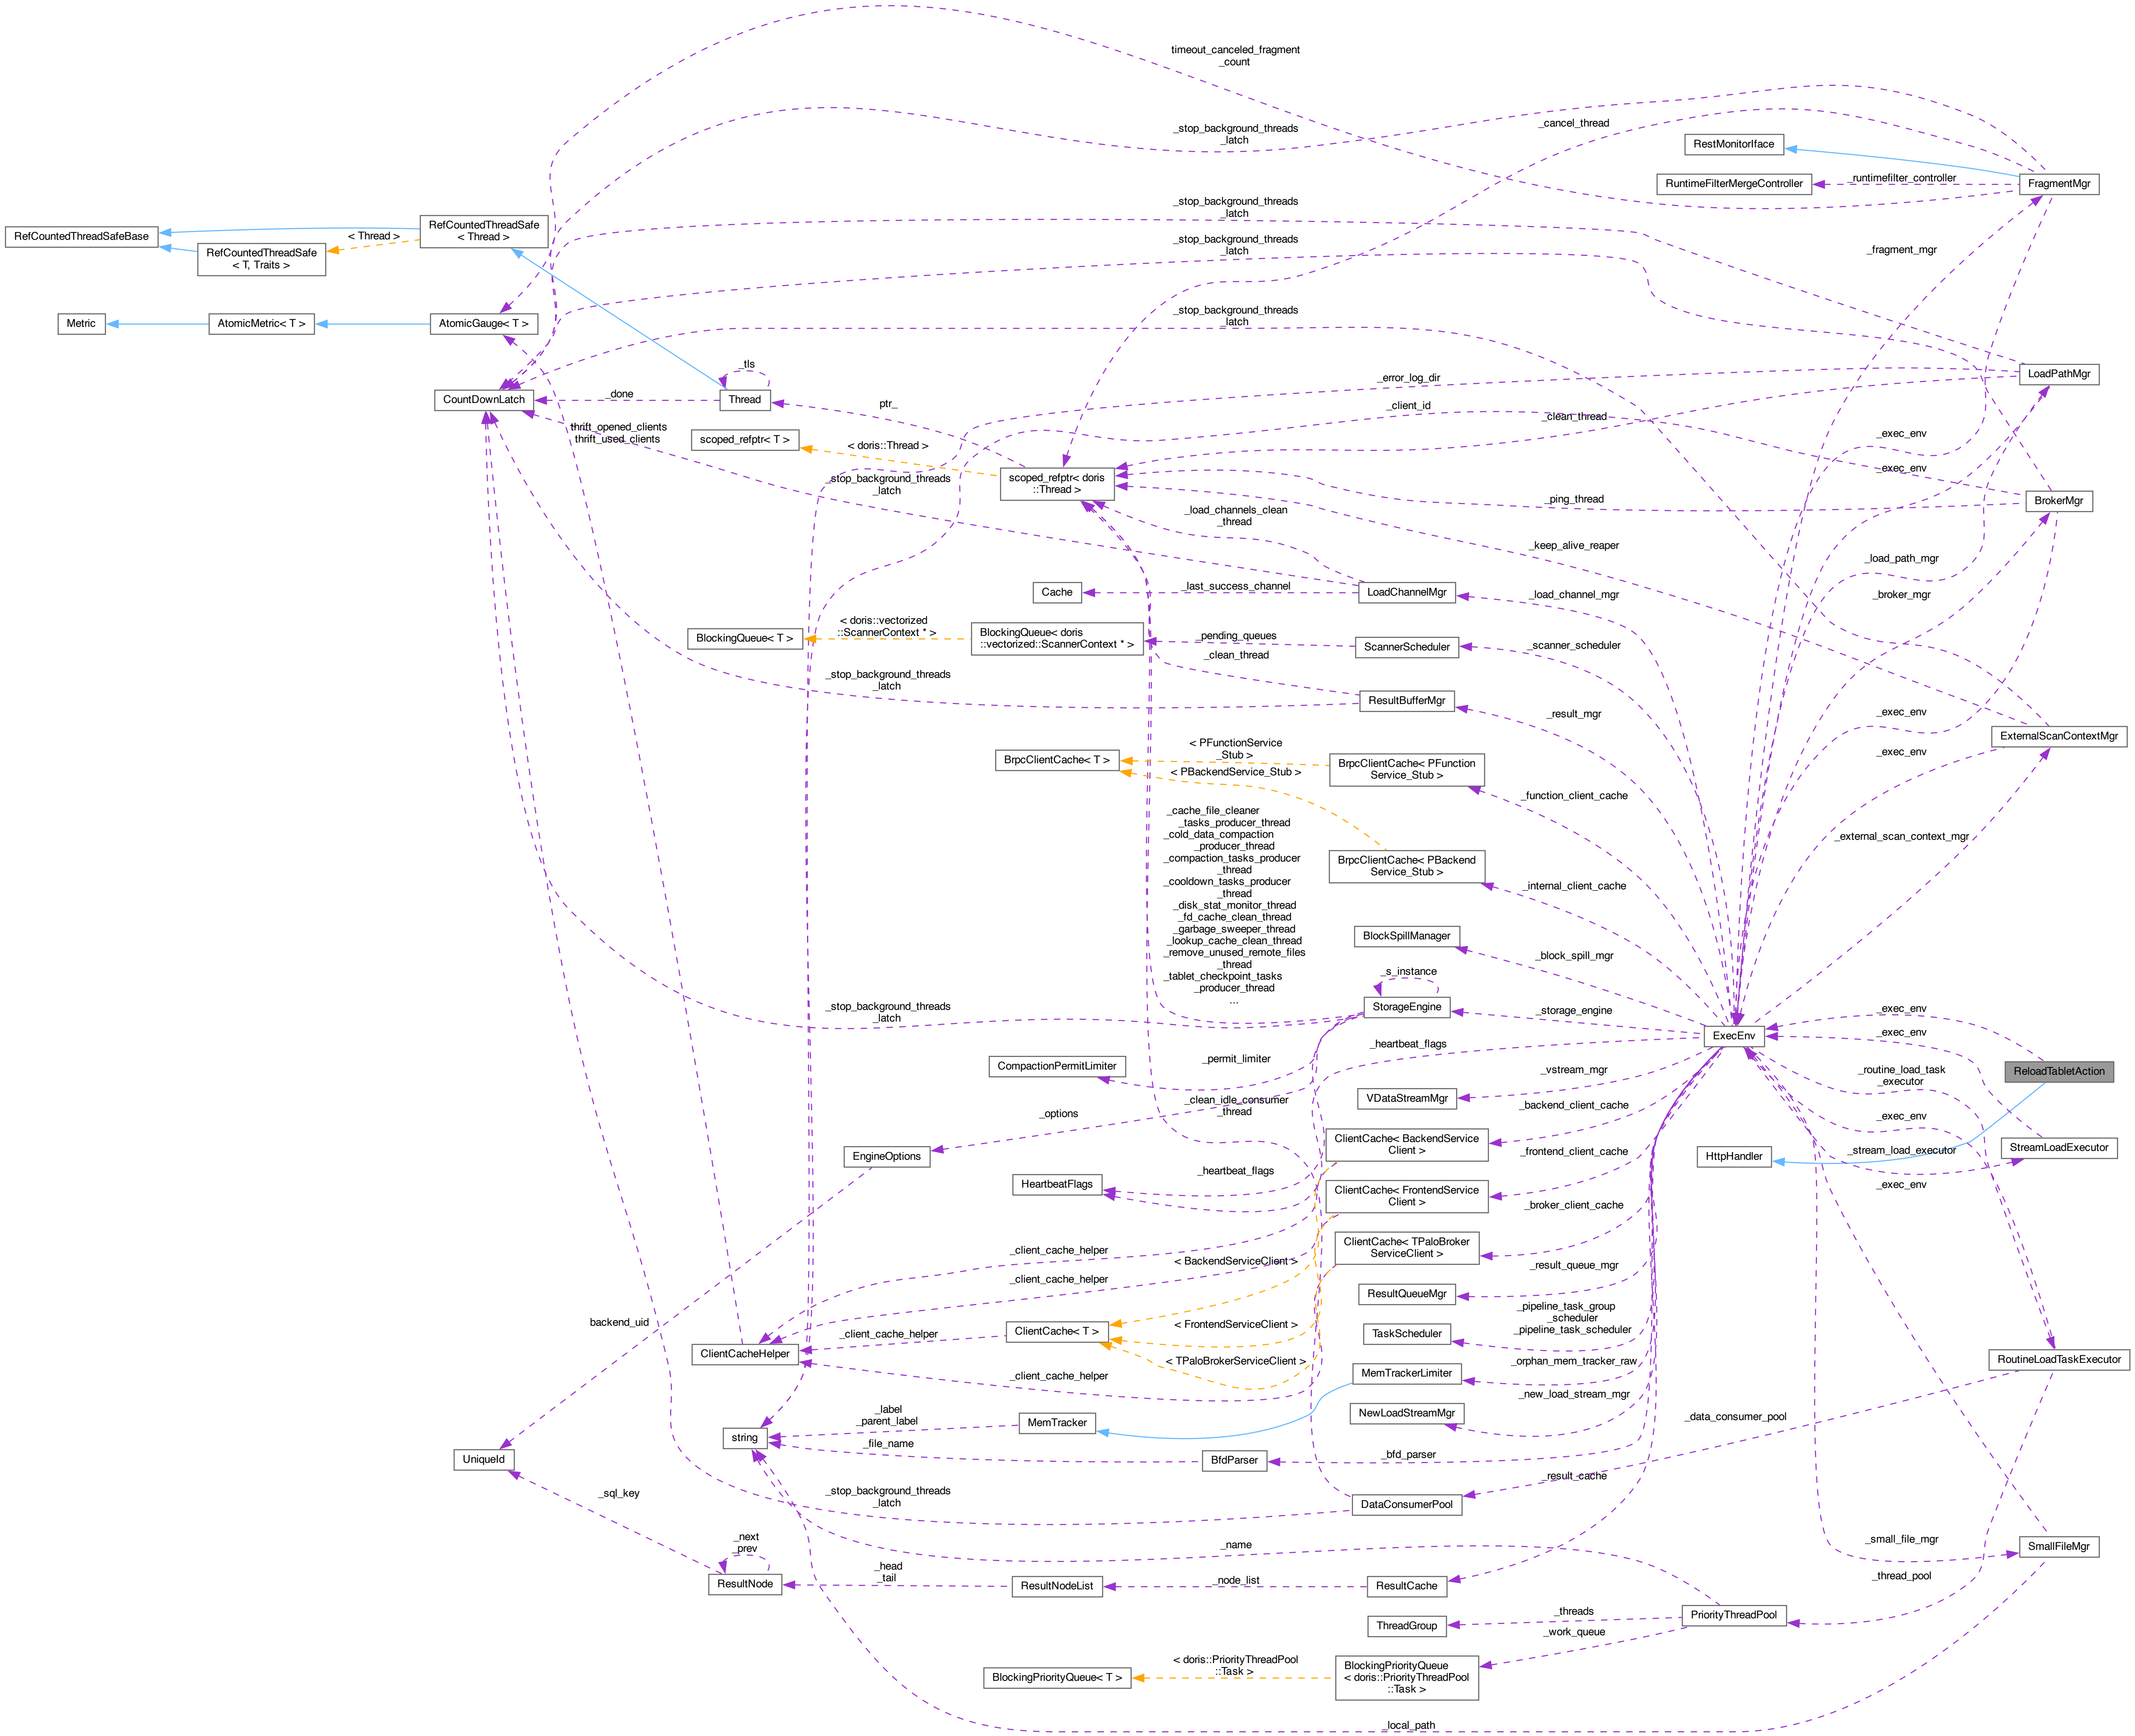 timeout_canceled_fragment
_count
_stop_background_threads
_latch
_cancel_thread
RestMonitorIface
_runtimefilter_controller
RuntimeFilterMergeController
FragmentMgr
_stop_background_threads
_latch
RefCountedThreadSafe
< Thread >
RefCountedThreadSafeBase
< Thread >
_stop_background_threads
_latch
_fragment_mgr
RefCountedThreadSafe
< T, Traits >
_stop_background_threads
_latch
Metric
AtomicMetric< T >
AtomicGauge< T >
_tls
_error_log_dir
LoadPathMgr
CountDownLatch
_done
Thread
ptr_
_client_id
_clean_thread
thrift_opened_clients
thrift_used_clients
scoped_refptr< T >
< doris::Thread >
_exec_env
_exec_env
_stop_background_threads
_latch
scoped_refptr< doris
::Thread >
_ping_thread
BrokerMgr
_load_channels_clean
_thread
_keep_alive_reaper
_load_path_mgr
Cache
_last_success_channel
LoadChannelMgr
_load_channel_mgr
_broker_mgr
BlockingQueue< T >
< doris::vectorized
::ScannerContext * >
BlockingQueue< doris
::vectorized::ScannerContext * >
_pending_queues
ScannerScheduler
_scanner_scheduler
_clean_thread
_stop_background_threads
_latch
ResultBufferMgr
_result_mgr
_exec_env
ExternalScanContextMgr
_exec_env
BrpcClientCache< T >
< PFunctionService
_Stub >
< PBackendService_Stub >
BrpcClientCache< PFunction
Service_Stub >
_function_client_cache
_cache_file_cleaner
_tasks_producer_thread
_cold_data_compaction
_producer_thread
_compaction_tasks_producer
_thread
_cooldown_tasks_producer
_thread
_disk_stat_monitor_thread
_fd_cache_clean_thread
_garbage_sweeper_thread
_lookup_cache_clean_thread
_remove_unused_remote_files
_thread
_tablet_checkpoint_tasks
_producer_thread
...
_external_scan_context_mgr
BrpcClientCache< PBackend
Service_Stub >
_internal_client_cache
BlockSpillManager
_block_spill_mgr
_s_instance
StorageEngine
_storage_engine
_stop_background_threads
_latch
ExecEnv
_exec_env
_exec_env
_heartbeat_flags
CompactionPermitLimiter
_permit_limiter
_vstream_mgr
VDataStreamMgr
_routine_load_task
_executor
ReloadTabletAction
_options
_clean_idle_consumer
_thread
_backend_client_cache
_exec_env
EngineOptions
ClientCache< BackendService
Client >
_frontend_client_cache
HttpHandler
_stream_load_executor
StreamLoadExecutor
HeartbeatFlags
_heartbeat_flags
ClientCache< FrontendService
Client >
_broker_client_cache
_exec_env
_client_cache_helper
< BackendServiceClient >
ClientCache< TPaloBroker
ServiceClient >
_client_cache_helper
_result_queue_mgr
ResultQueueMgr
backend_uid
_client_cache_helper
ClientCache< T >
< FrontendServiceClient >
_pipeline_task_group
_scheduler
_pipeline_task_scheduler
TaskScheduler
ClientCacheHelper
_client_cache_helper
< TPaloBrokerServiceClient >
_orphan_mem_tracker_raw
MemTrackerLimiter
RoutineLoadTaskExecutor
_label
_parent_label
MemTracker
NewLoadStreamMgr
_new_load_stream_mgr
_data_consumer_pool
string
_file_name
BfdParser
_bfd_parser
UniqueId
_sql_key
_stop_background_threads
_latch
_result_cache
DataConsumerPool
_next
_prev
_name
_small_file_mgr
SmallFileMgr
ResultNode
_head
_tail
ResultNodeList
_node_list
ResultCache
_thread_pool
ThreadGroup
_threads
PriorityThreadPool
_work_queue
BlockingPriorityQueue< T >
< doris::PriorityThreadPool
::Task >
BlockingPriorityQueue
< doris::PriorityThreadPool
::Task >
_local_path